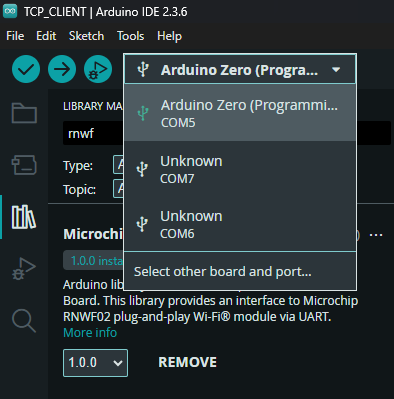 TCP_CLIENT | Arduino IDE 2.3.6
File Edit Sketch Tools Help
Arduino Zero (Progra...
LIBRARY MA
Arduino Zero (Programmi...
COM5
rnwf
Unknown
COM7
Type:
Topic:
Unknown
COM6
Microchip
1.0.0 insta
Select other board and port...
Arduino lib
Board. This library provides an interface to Microchip
RNWF02 plug-and-play Wi-Fi® module via UART.
More info
1.0.0 REMOVE